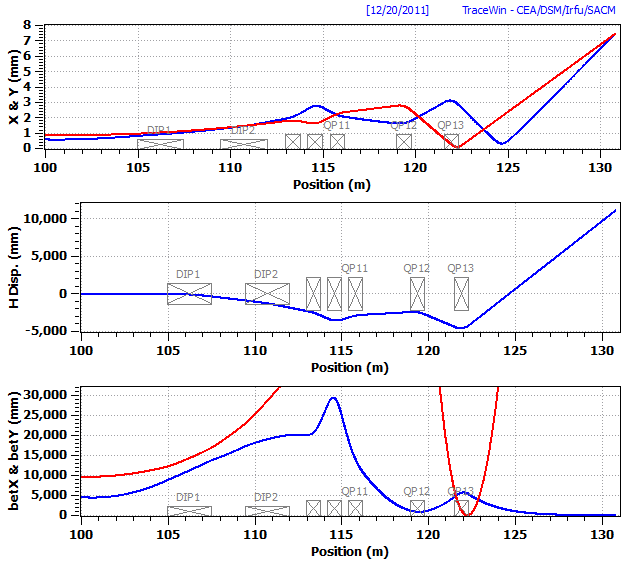 [12/20/2011] TraceWin - CEA/DSM/Irfu/SACM
X & Y (mm)
8
7
6
5
4
3
2
1
0
DIP1 DIP2 QP11 QP12 QP13
100 105 110 115 120 125 130
Position (m)
H Disp. (mm)
10,000
5,000
0
-5,000
DIP1 DIP2 QP11 QP12 QP13
100 105 110 115 120 125 130
Position (m)
betX & betY (mm)
30,000
25,000
20,000
15,000
10,000
5,000
0
DIP1 DIP2 QP11 QP12 QP13
100 105 110 115 120 125 130
Position (m)